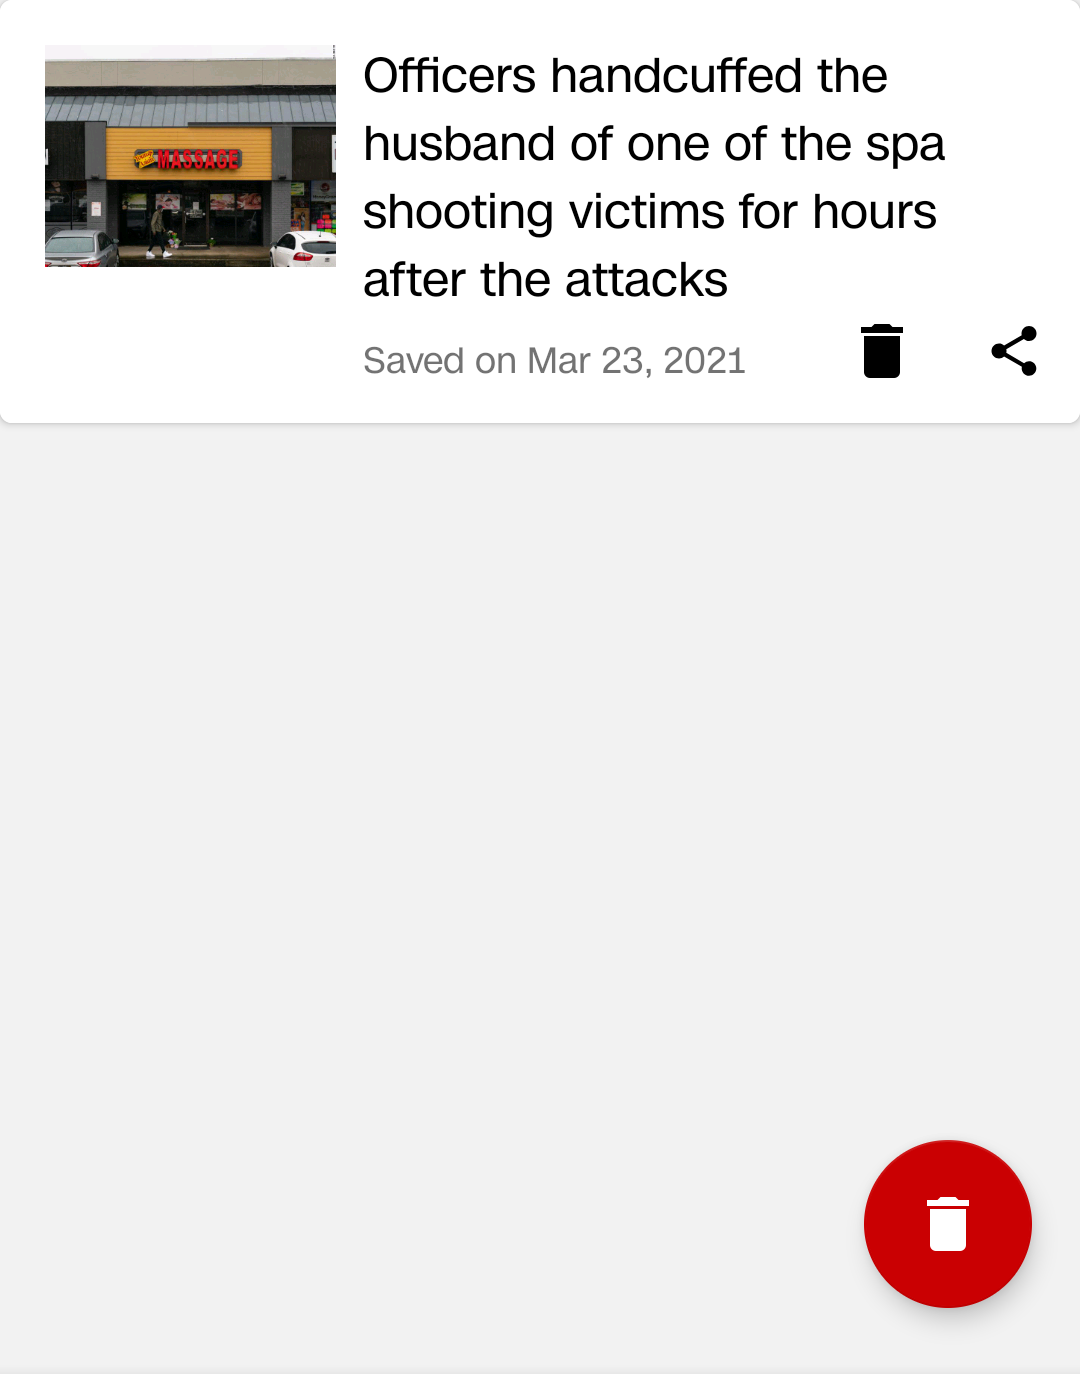 MASSAGE
Officers handcuffed the
husband of one of the spa
shooting victims for hours
after the attacks
Saved on Mar 23, 2021